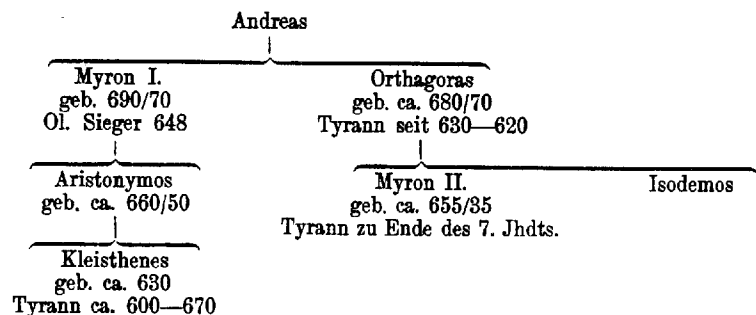 Andreas
Myron I.
geb. 690/70
Ol. Sieger 648
Orthagoras
geb. ca. 680/70
Tyrann seit 630—620
Aristonymos
geb. ca. 660/50
Myron II.
geb. ca. 655/35
Tyrann zu Ende des 7. Jhdts.
Isodemos
Kleisthenes
geb. ca. 630
Tyrann ca. 600—670